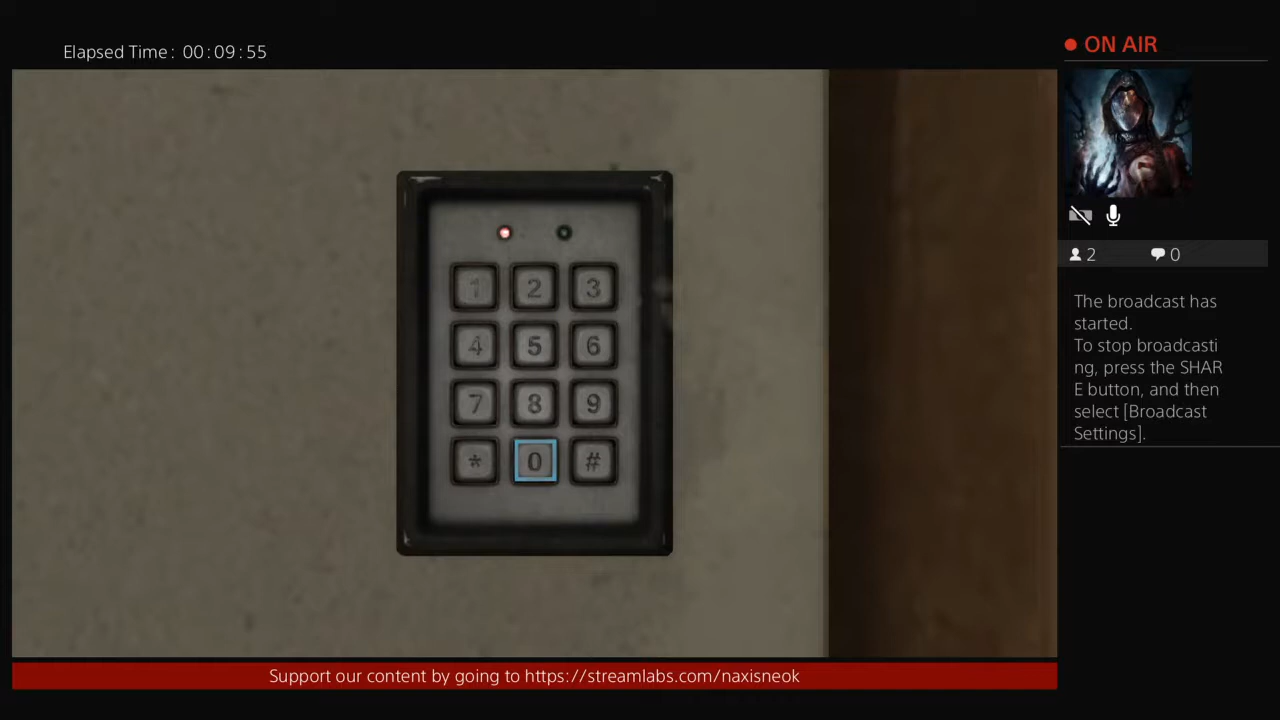 Elapsed Time: 00:09:55
ON AIR
1 2 3
4 5 6
7 8 9
* 0 #
2 0
The broadcast has
started.
To stop broadcasti
ng, press the SHAR
E button, and then
select [Broadcast
Settings].
Support our content by going to https://streamlabs.com/naxisneok